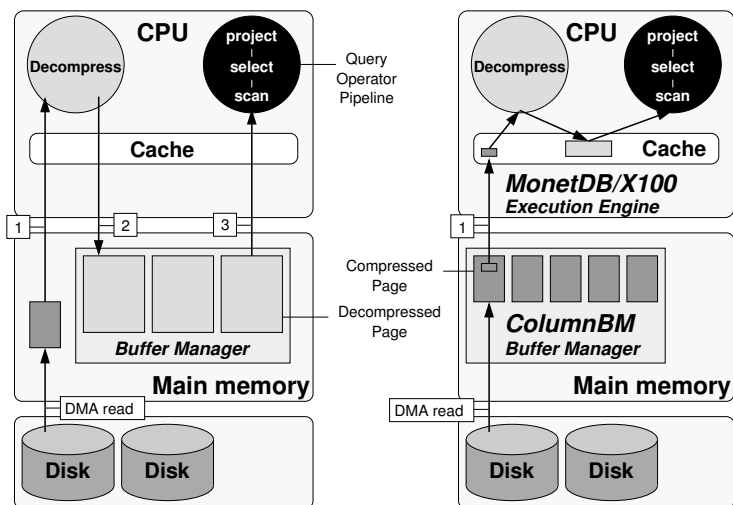 CPU
Decompress
project
select
scan
Query
Operator
Pipeline
Cache
1
2
3
Compressed
Page
Decompressed
Page
Buffer Manager
Main memory
DMA read
Disk
Disk
CPU
Decompress
project
select
scan
Cache
MonetDB/X100
Execution Engine
1
ColumnBM
Buffer Manager
Main memory
DMA read
Disk
Disk